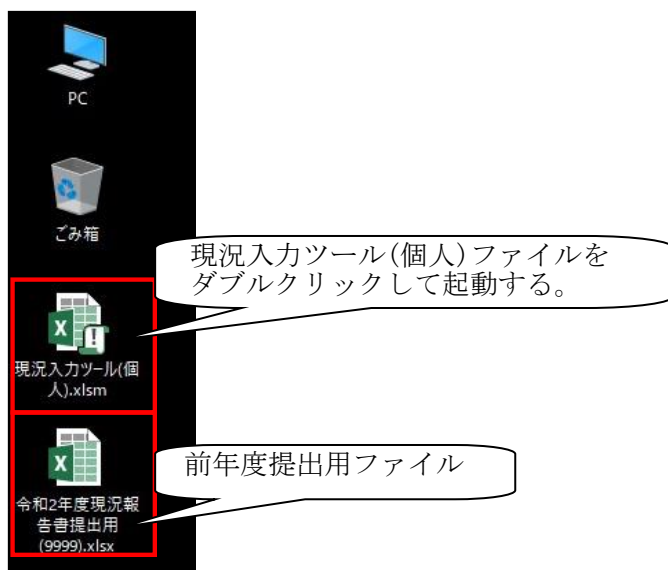 PC
ごみ箱
現況入力ツール(個人)ファイルを
ダブルクリックして起動する。
現況入力ツール(個
人).xlsm
前年度提出用ファイル
令和2年度現況報
告書提出用
(9999).xlsx